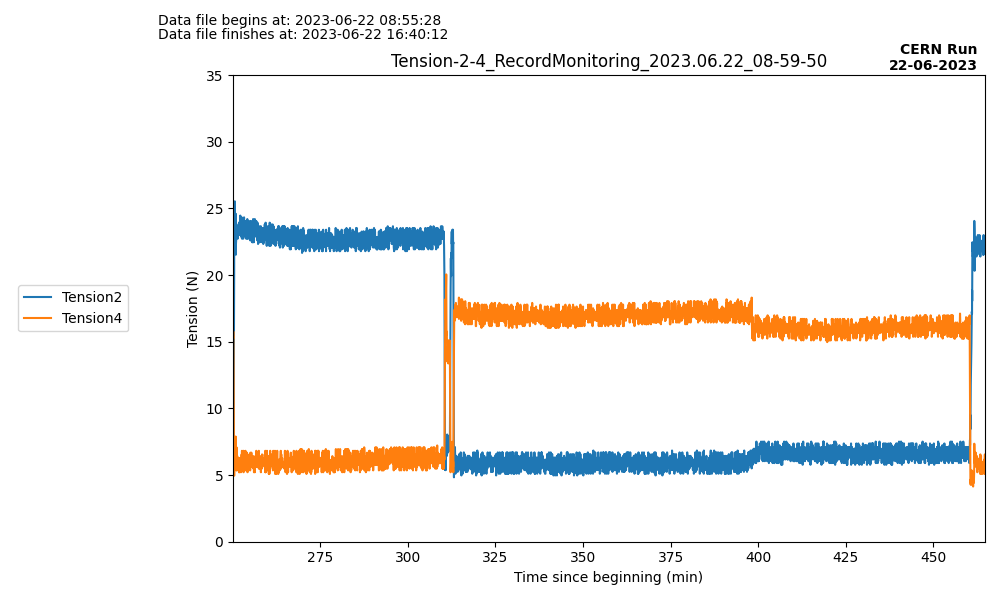 Data file begins at: 2023-06-22 08:55:28
Data file finishes at: 2023-06-22 16:40:12
CERN Run
22-06-2023
Tension-2-4_RecordMonitoring_2023.06.22_08-59-50
35
30
25
20
15
10
5
0
Tension (N)
Tension2
Tension4
275
300
325
350
375
400
425
450
Time since beginning (min)